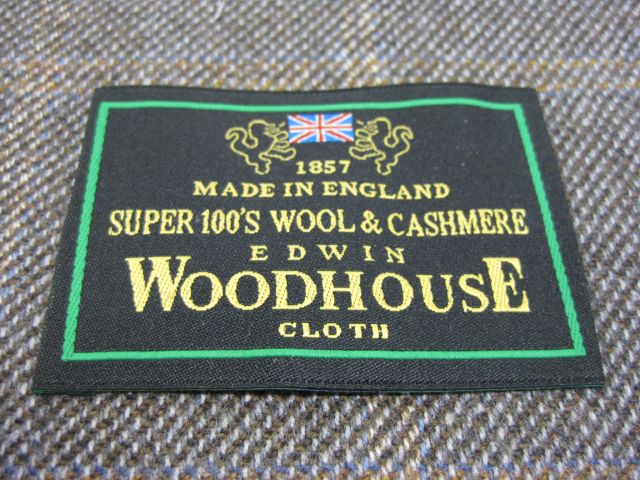 1857
MADE IN ENGLAND
SUPER 100'S WOOL & CASHMERE
EDWIN
WOODHOUSE
CLOTH